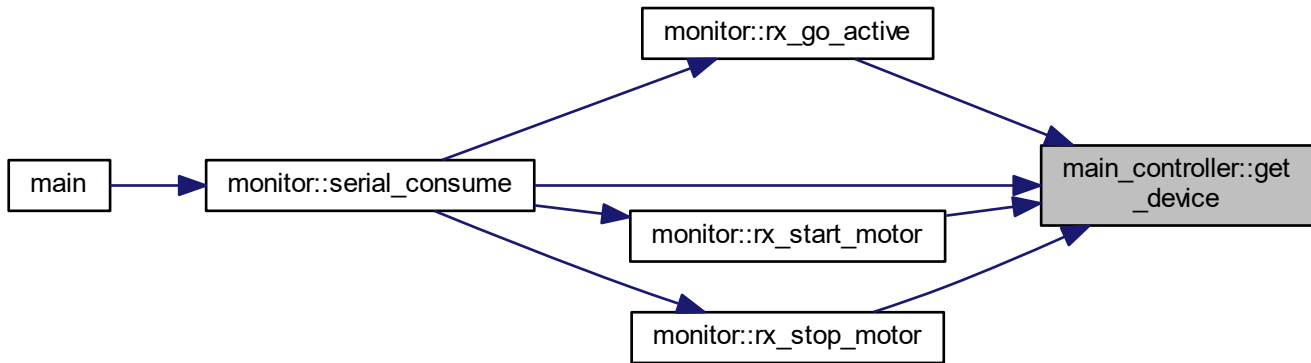 monitor::rx_go_active
main
monitor::serial_consume
main_controller::get
_device
monitor::rx_start_motor
monitor::rx_stop_motor